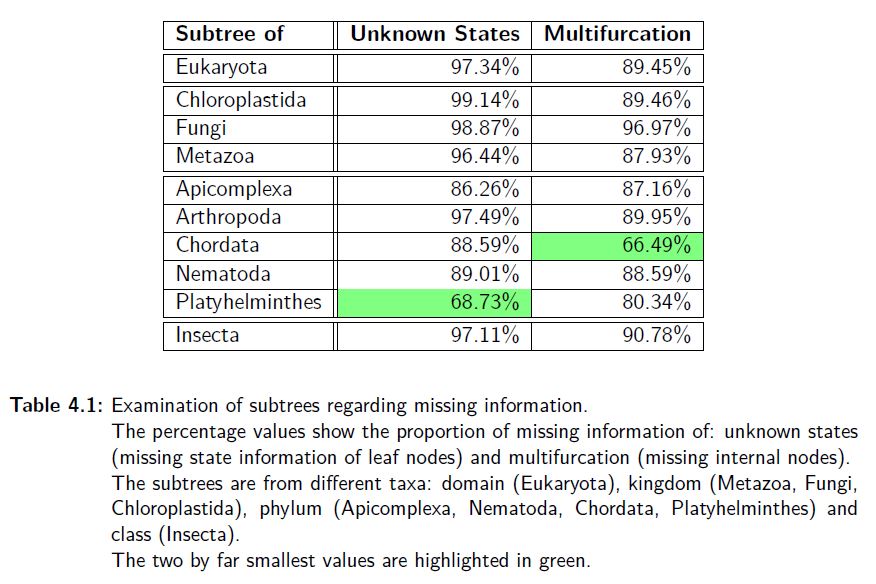 Subtree of Unknown States Multifurcation
Eukaryota 97.34% 89.45%
Chloroplastida 99.14% 89.46%
Fungi 98.87% 96.97%
Metazoa 96.44% 87.93%
Apicomplexa 86.26% 87.16%
Arthropoda 97.49% 89.95%
Chordata 88.59% 66.49%
Nematoda 89.01% 88.59%
Platyhelminthes 68.73% 80.34%
Insecta 97.11% 90.78%
Table 4.1: Examination of subtrees regarding missing information.
The percentage values show the proportion of missing information of: unknown states
(missing state information of leaf nodes) and multifurcation (missing internal nodes).
The subtrees are from different taxa: domain (Eukaryota), kingdom (Metazoa, Fungi,
Chloroplastida), phylum (Apicomplexa, Nematoda, Chordata, Platyhelminthes) and
class (Insecta).
The two by far smallest values are highlighted in green.